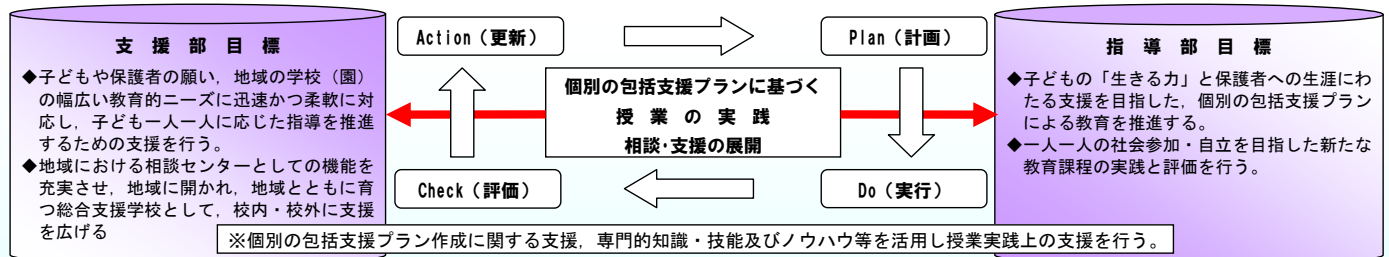 支援部目標
◆子どもや保護者の願い，地域の学校（園）
の幅広い教育的ニーズに迅速かつ柔軟に対
応し，子ども一人一人に応じた指導を推進
するための支援を行う。
◆地域における相談センターとしての機能を
充実させ，地域に開かれ，地域とともに育
つ総合支援学校として，校内・校外に支援
を広げる
Action（更新）
Plan（計画）
個別の包括支援プランに基づく
授業の実践
相談･支援の展開
Check（評価）
Do（実行）
指導部目標
◆子どもの「生きる力」と保護者への生涯にわ
たる支援を目指した，個別の包括支援プラン
による教育を推進する。
◆一人一人の社会参加・自立を目指した新たな
教育課程の実践と評価を行う。
※個別の包括支援プラン作成に関する支援，専門的知識・技能及びノウハウ等を活用し授業実践上の支援を行う。